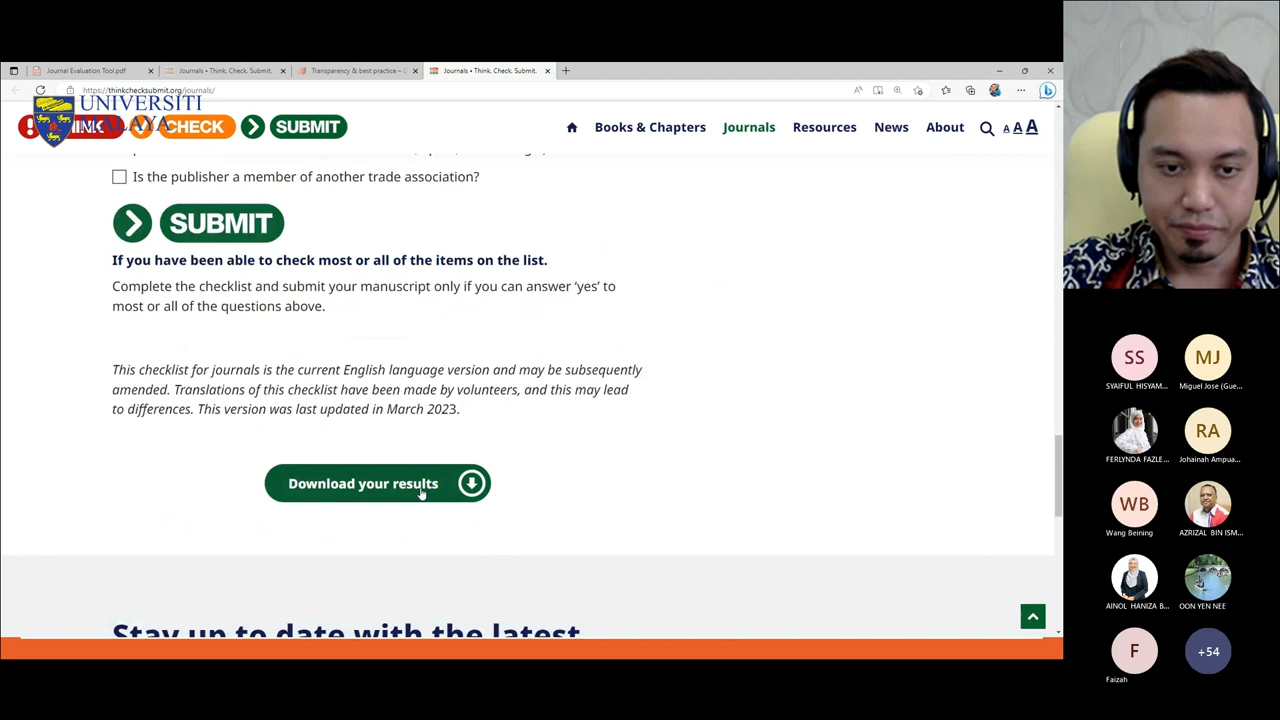 Journal Evaluation Tool.pdf
Journals • Think. Check. Submit.
Transparency & best practice –
Journals • Think. Check. Submit.
https://thinkchecksubmit.org/journals/
UNIVERSITI
MALAYA
CHECK
SUBMIT
Books & Chapters
Journals
Resources
News
About
A A A
Is the publisher a member of another trade association?
SUBMIT
If you have been able to check most or all of the items on the list.
Complete the checklist and submit your manuscript only if you can answer ‘yes’ to
most or all of the questions above.
This checklist for journals is the current English language version and may be subsequently
amended. Translations of this checklist have been made by volunteers, and this may lead
to differences. This version was last updated in March 2023.
Download your results
Stay up to date with the latest
SS
MJ
SYAIFUL HISYAM...
Miguel Jose (Gue...
RA
FERLYNDA FAZLE...
Johainah Ampua...
WB
Wang Beining
AZRIZAL BIN ISM...
AINOL HANIZA B...
OON YEN NEE
F
+54
Faizah